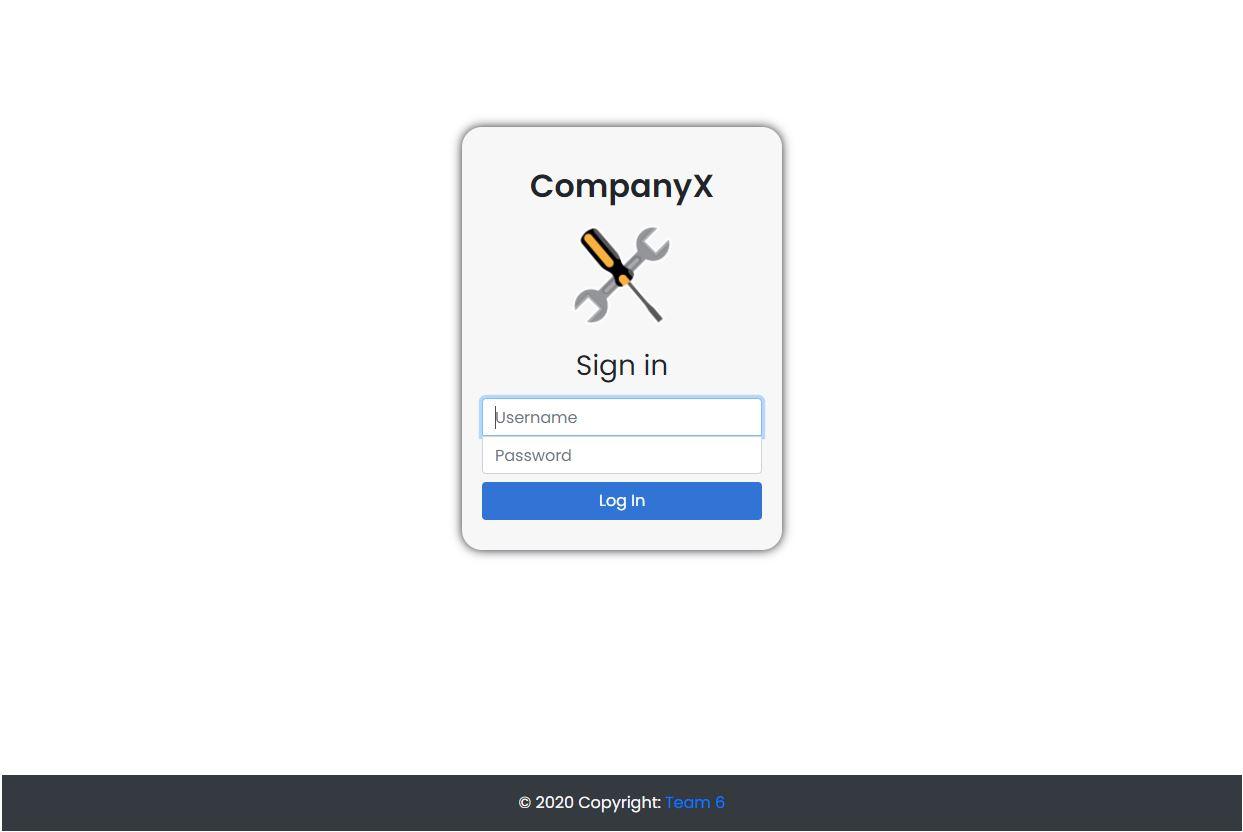 CompanyX
Sign in
Username
Password
Log In
© 2020 Copyright: Team 6